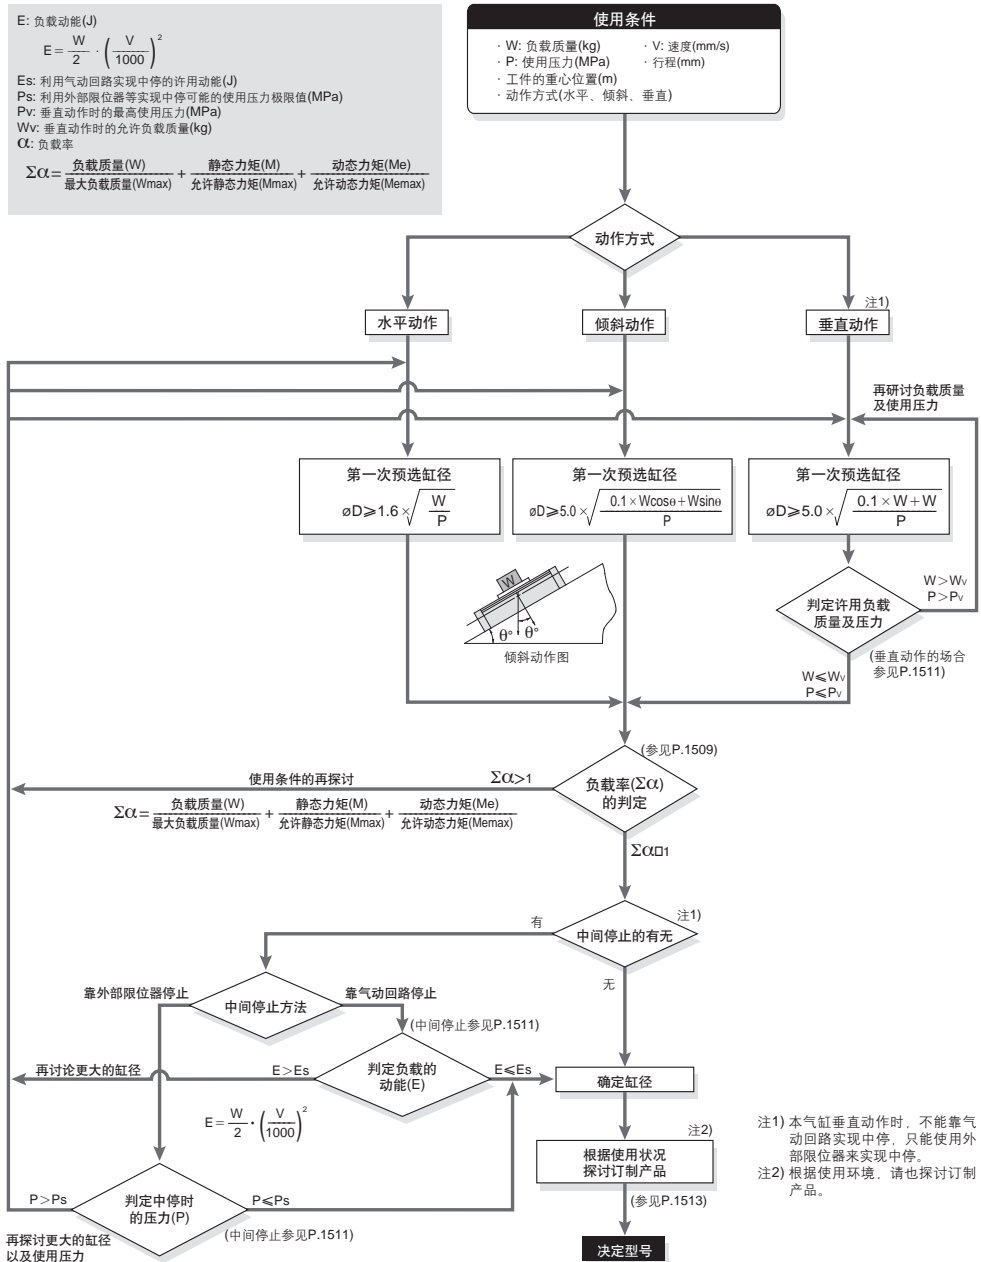 E: 负载动能(J)
E = W/2 · (V/1000)²
Es: 利用气动回路实现中停的许用动能(J)
Ps: 利用外部限位器等实现中停可能的使用压力极限值(MPa)
Pv: 垂直动作时的最高使用压力(MPa)
Wv: 垂直动作时的允许负载质量(kg)
α: 负载率
Σα= 负载质量(W)/最大负载质量(Wmax) + 静态力矩(M)/允许静态力矩(Mmax) + 动态力矩(Me)/允许动态力矩(Memax)
使用条件
· W: 负载质量(kg) · V: 速度(mm/s)
· P: 使用压力(MPa) · 行程(mm)
· 工件的重心位置(m)
· 动作方式(水平、倾斜、垂直)
动作方式
注1)
水平动作 倾斜动作 垂直动作
再研讨负载质量
及使用压力
第一次预选缸径
øD⩾1.6×√W/P
第一次预选缸径
øD⩾5.0×√0.1×Wcosθ+Wsinθ/P
第一次预选缸径
øD⩾5.0×√0.1×W+W/P
W
θ° θ°
倾斜动作图
判定许用负载
质量及压力
W>Wv
P>Pv
(垂直动作的场合
参见P.1511)
W⩽Wv
P⩽Pv
(参见P.1509)
负载率(Σα)
的判定
使用条件的再探讨
Σα>1
Σα= 负载质量(W)/最大负载质量(Wmax) + 静态力矩(M)/允许静态力矩(Mmax) + 动态力矩(Me)/允许动态力矩(Memax)
Σα□1
注1)
有
中间停止的有无
无
靠外部限位器停止
中间停止方法
靠气动回路停止
(中间停止参见P.1511)
再讨论更大的缸径
E>Es
判定负载的
动能(E)
E⩽Es
确定缸径
E = W/2 · (V/1000)²
注2)
根据使用状况
探讨订制产品
(参见P.1513)
P>Ps
判定中停时
的压力(P)
P⩽Ps
(中间停止参见P.1511)
再探讨更大的缸径
以及使用压力
决定型号
注1) 本气缸垂直动作时，不能靠气
动回路实现中停，只能使用外
部限位器来实现中停。
注2) 根据使用环境，请也探讨订制
产品。